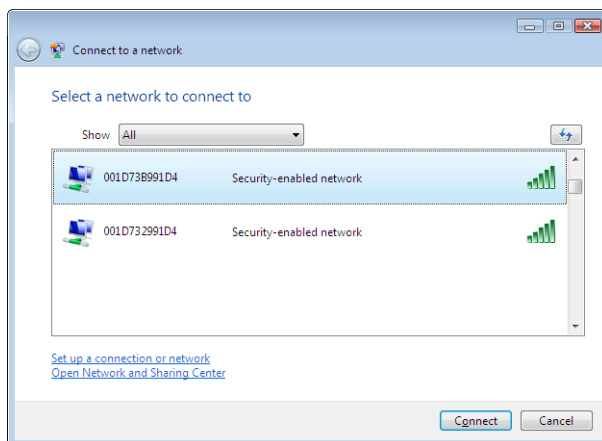 Connect to a network
Select a network to connect to
Show All
001D73B991D4 Security-enabled network
001D732991D4 Security-enabled network
Set up a connection or network
Open Network and Sharing Center
Connect Cancel